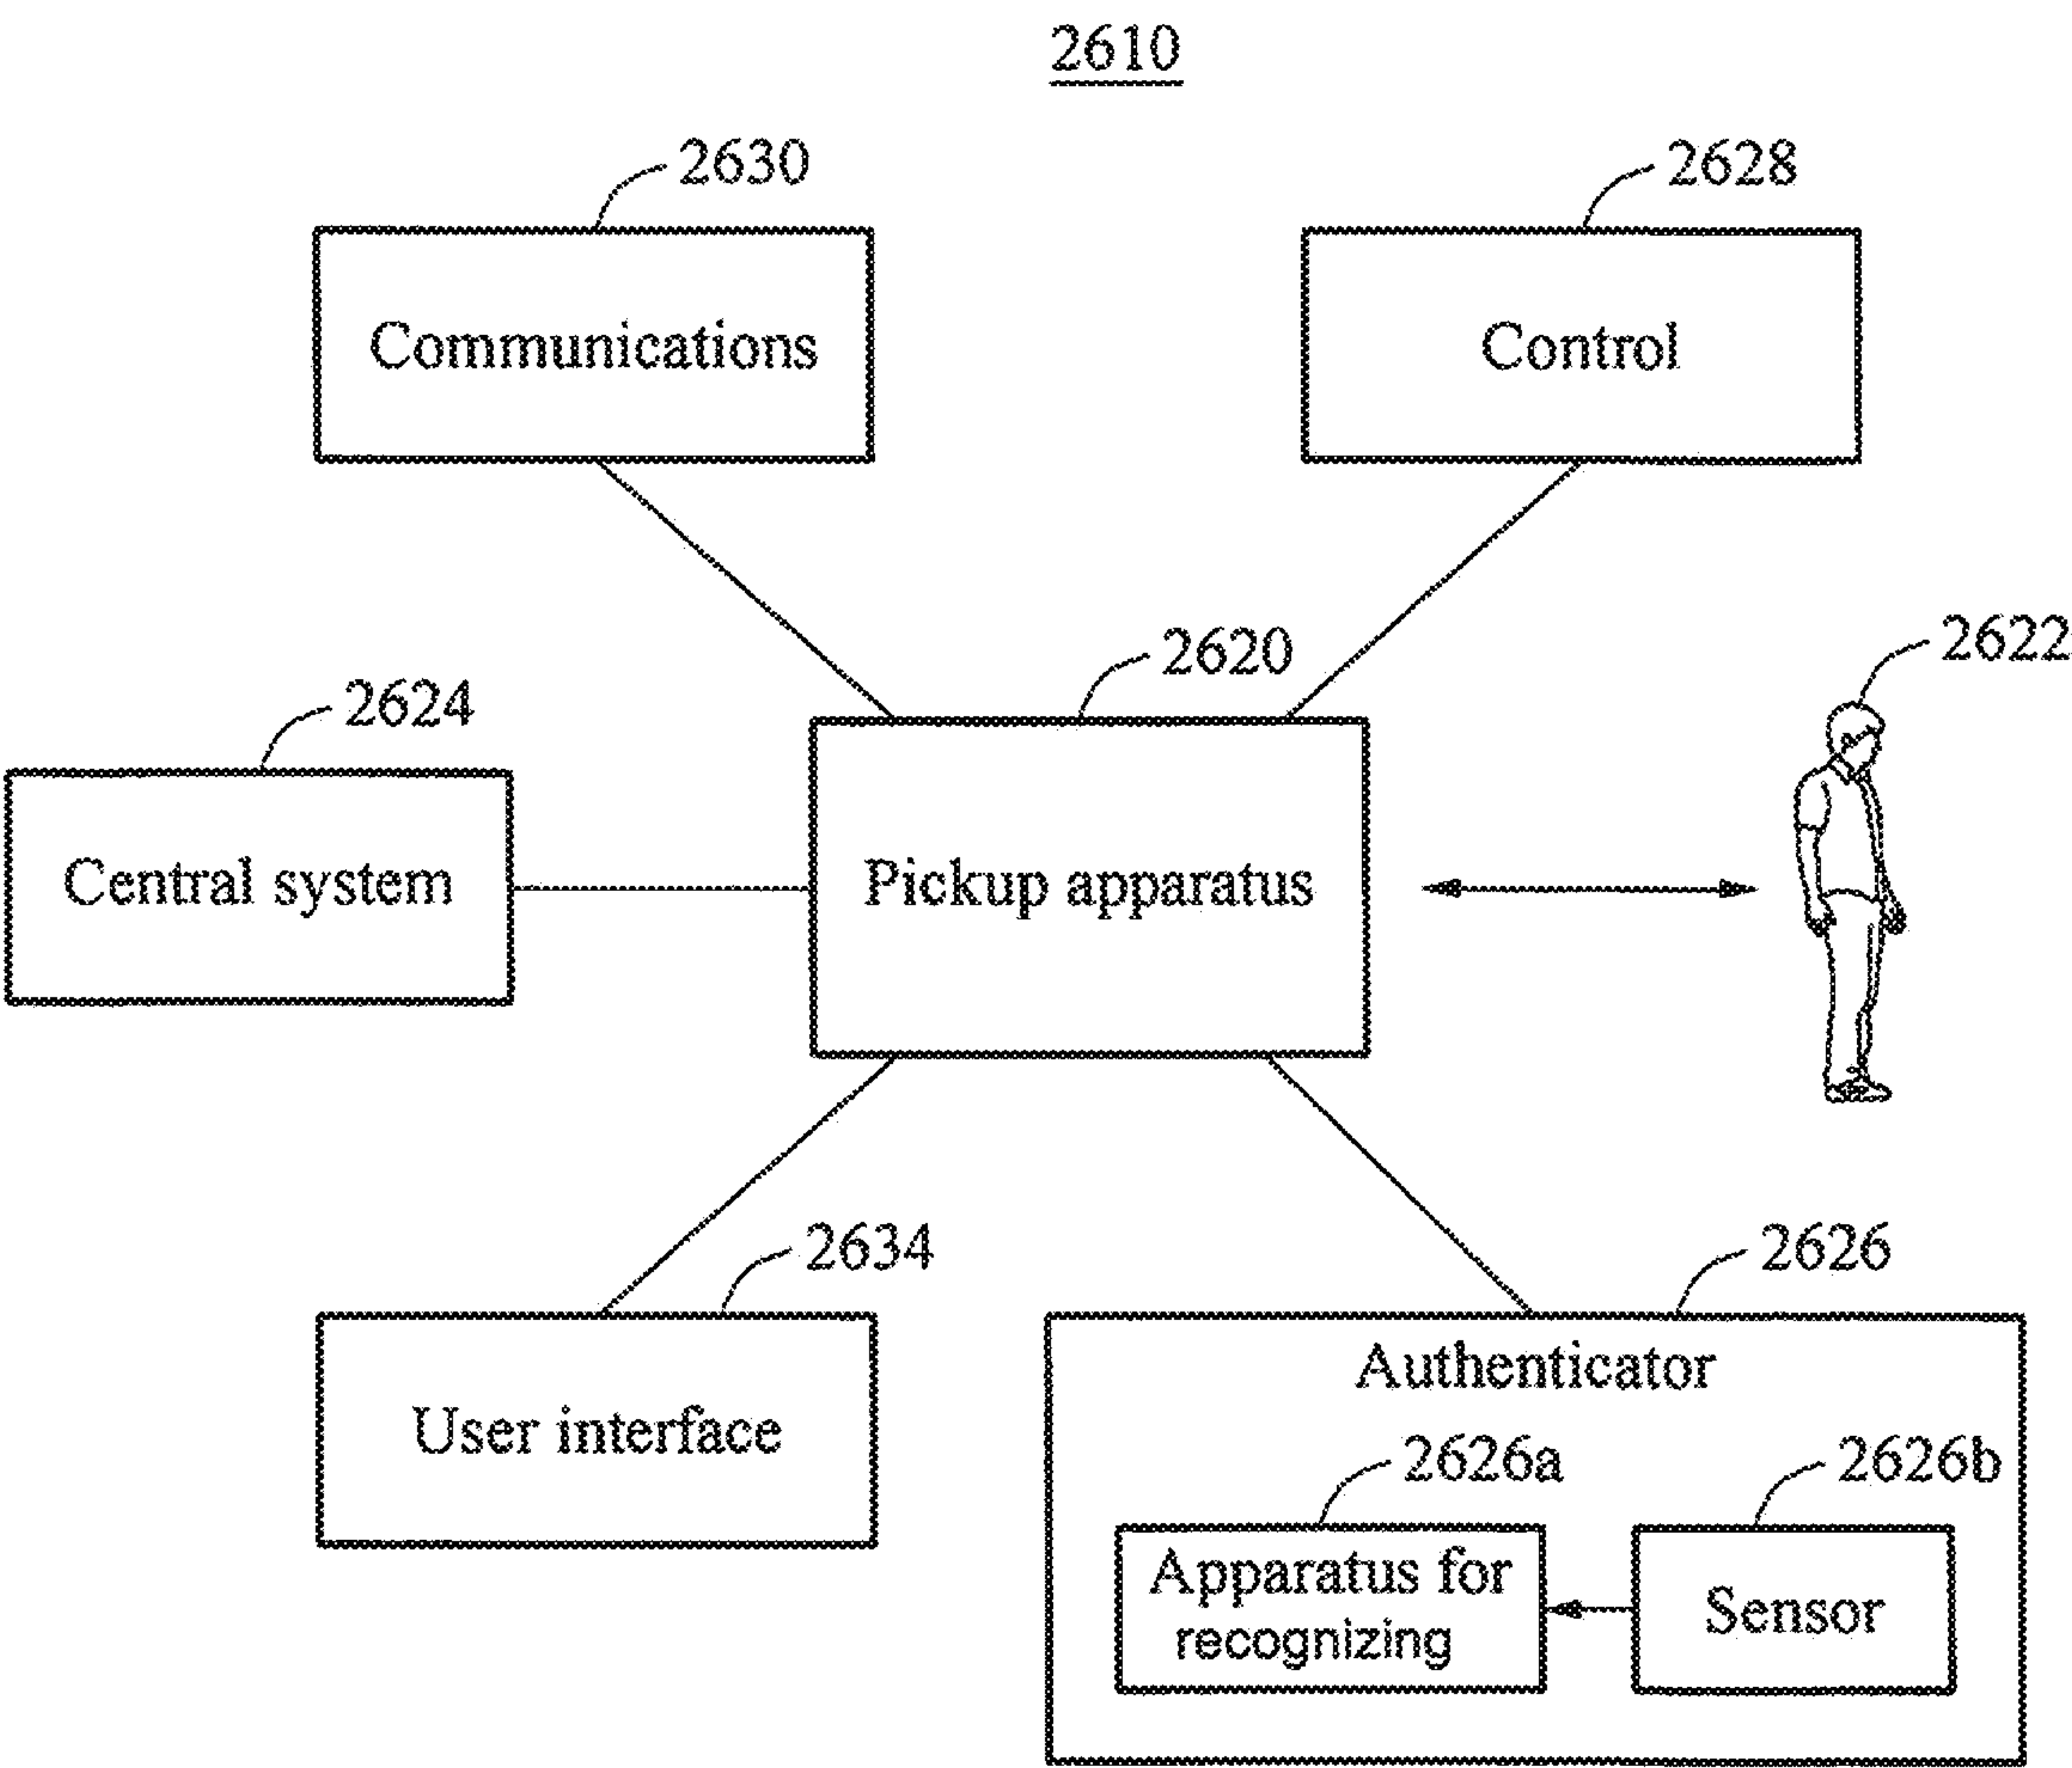 2610
2630
2628
Communications
Control
2620
2622
2624
Central system
Pickup apparatus
2634
2626
User interface
Authenticator
2626a
2626b
Apparatus for
recognizing
Sensor